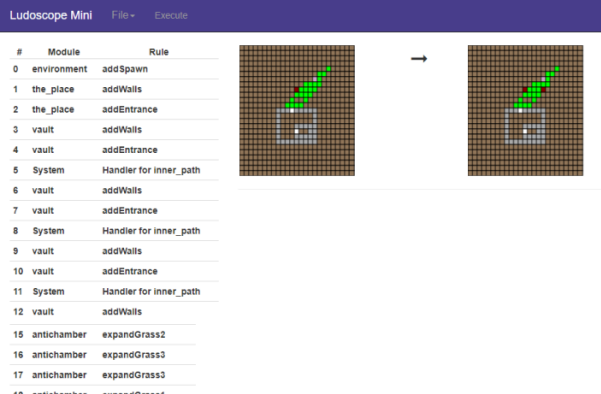 Ludoscope Mini File Execute
# Module Rule
0 environment addSpawn
1 the_place addWalls
2 the_place addEntrance
3 vault addWalls
4 vault addEntrance
5 System Handler for inner_path
6 vault addWalls
7 vault addEntrance
8 System Handler for inner_path
9 vault addWalls
10 vault addEntrance
11 System Handler for inner_path
12 vault addWalls
15 antichamber expandGrass2
16 antichamber expandGrass3
17 antichamber expandGrass3